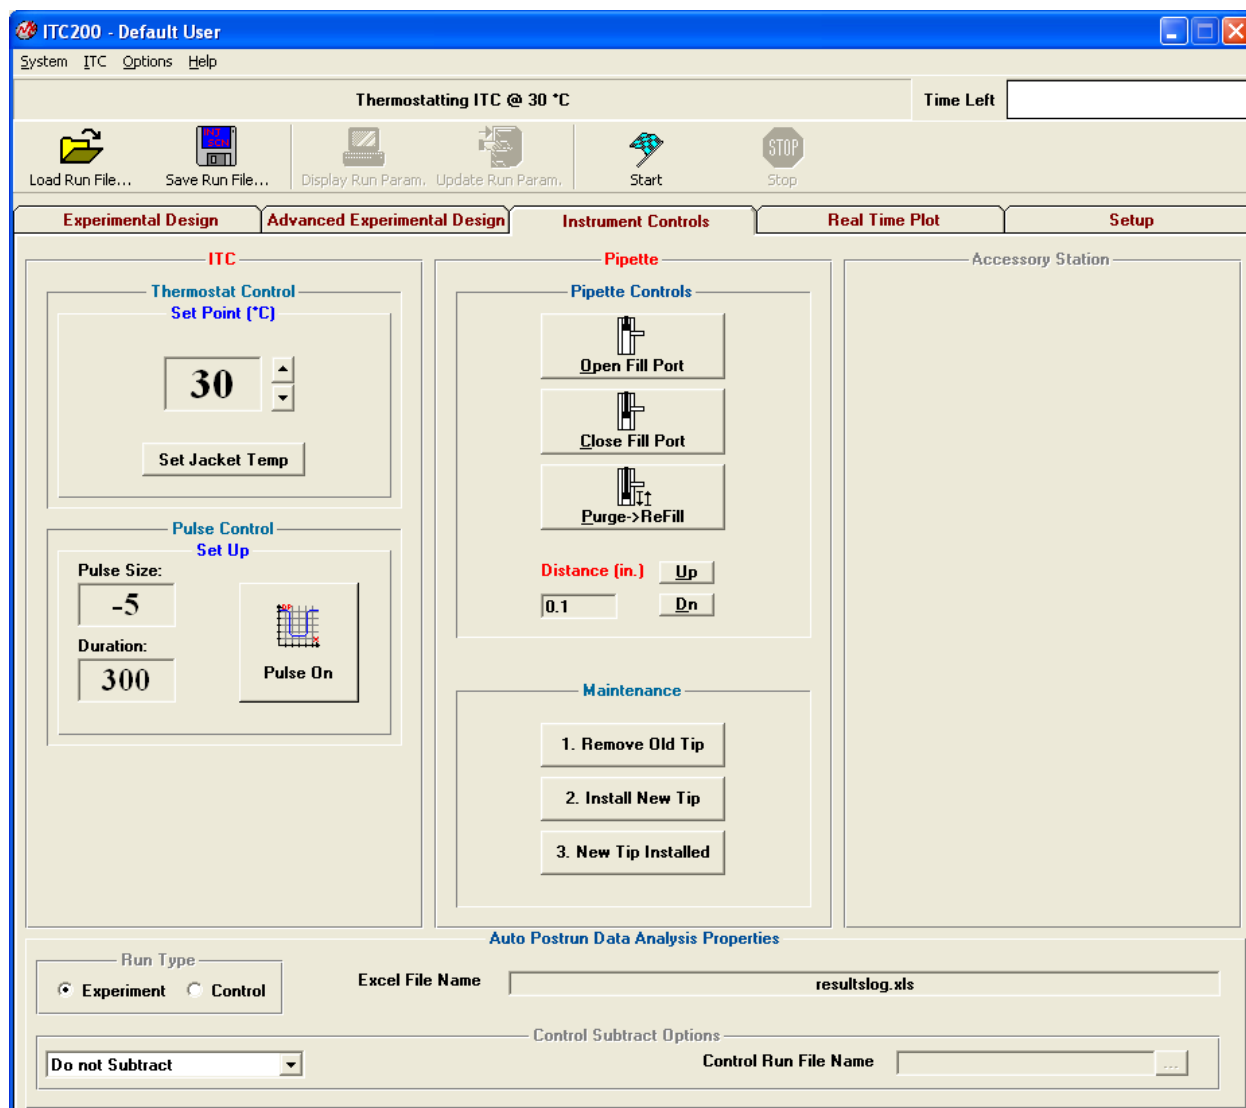 ITC200 - Default User
System ITC Options Help
Thermostatting ITC @ 30 °C Time Left
Load Run File... Save Run File... Display Run Param. Update Run Param. Start STOP Stop
Experimental Design Advanced Experimental Design Instrument Controls Real Time Plot Setup
ITC
Thermostat Control
Set Point (°C)
30
Set Jacket Temp
Pulse Control
Set Up
Pulse Size:
-5
Duration:
300
Pulse On
Pipette
Pipette Controls
Open Fill Port
Close Fill Port
Purge->ReFill
Distance (in.) Up
0.1 Dn
Maintenance
1. Remove Old Tip
2. Install New Tip
3. New Tip Installed
Accessory Station
Auto Postrun Data Analysis Properties
Run Type
Experiment Control
Excel File Name resultslog.xls
Control Subtract Options
Do not Subtract Control Run File Name ...